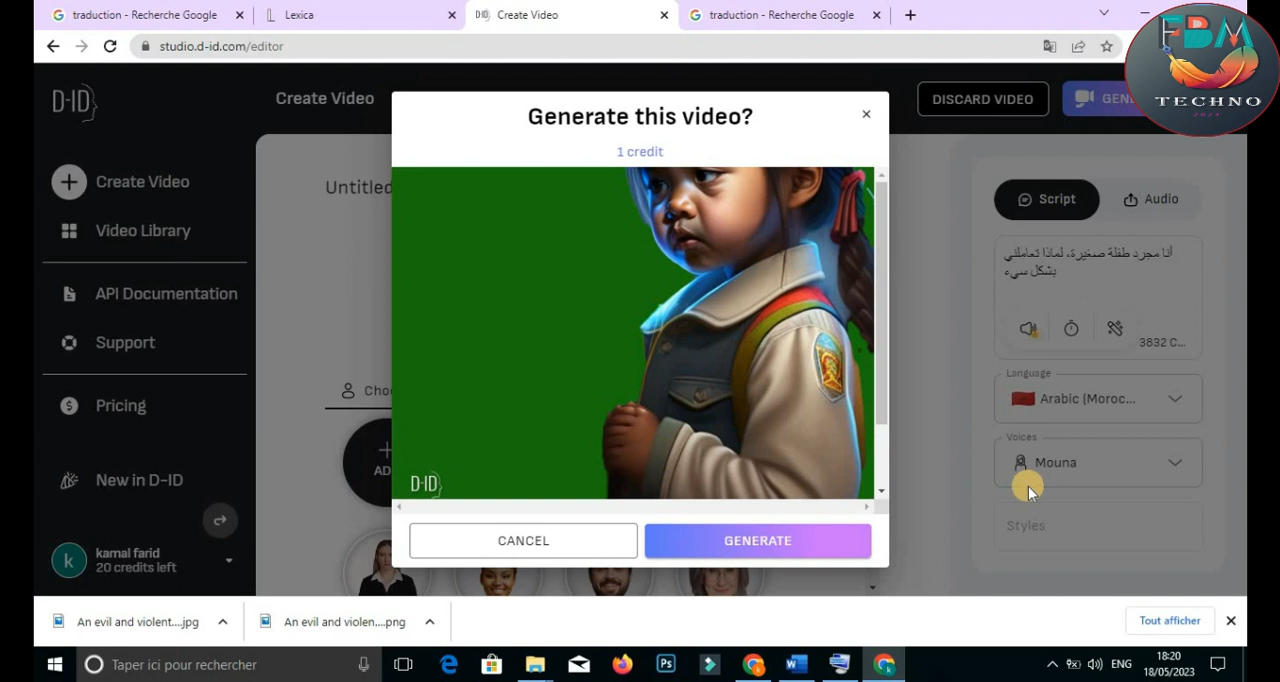 traduction - Recherche Google
Lexica
Create Video
traduction - Recherche Google
studio.d-id.com/editor
FBM
TECHNO
D-ID
Create Video
DISCARD VIDEO
Generate this video?
1 credit
Create Video
Video Library
API Documentation
Support
Pricing
New in D-ID
kamal farid
20 credits left
Untitled
D-ID
CANCEL
GENERATE
Script
Audio
أنا مجرد طفلة صغيرة، لماذا تعاملني
بشكل سيء
3832 C...
Language
Arabic (Moroc...
Voices
Mouna
Styles
An evil and violent....jpg
An evil and violen....png
Tout afficher
Taper ici pour rechercher
ENG
18:20
18/05/2023